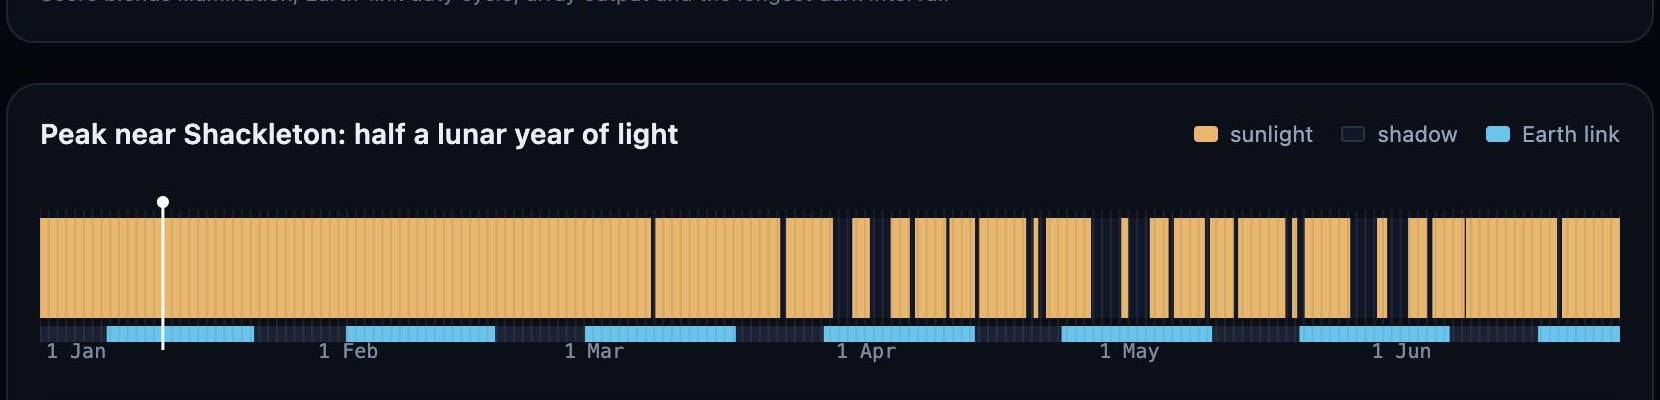 Peak near Shackleton: half a lunar year of light
sunlight shadow Earth link
1 Jan 1 Feb 1 Mar 1 Apr 1 May 1 Jun